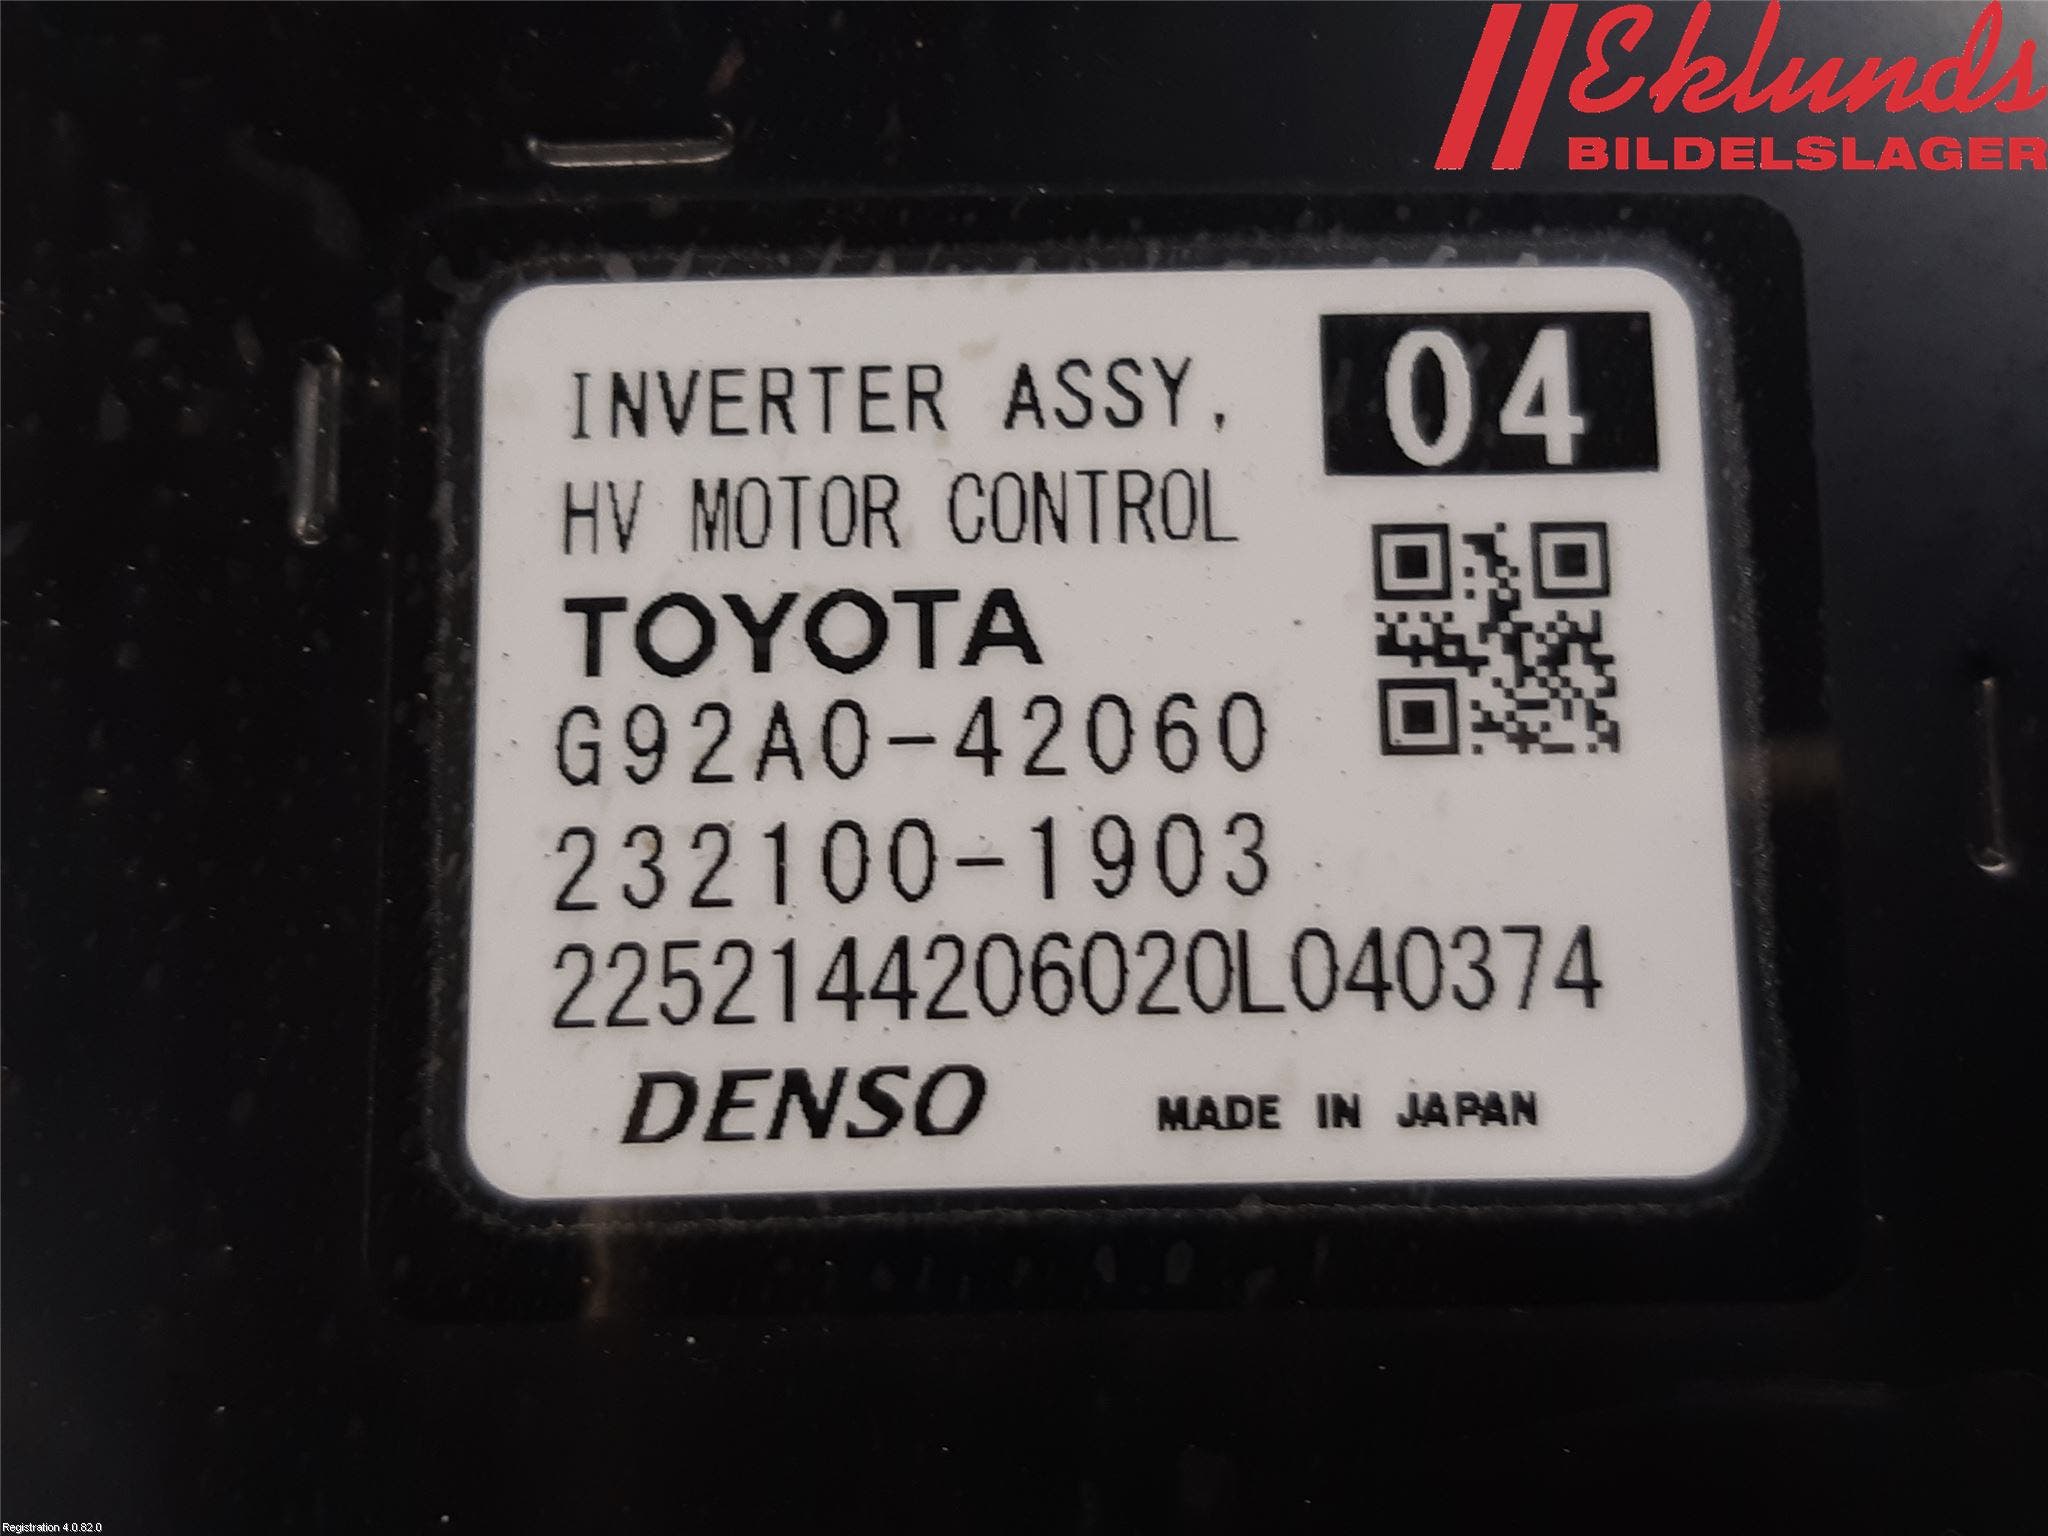 Eklunds
BILDELSLAGER
INVERTER ASSY,
04
HV MOTOR CONTROL
TOYOTA
G92A0-42060
232100-1903
2252144206020L040374
DENSO
MADE IN JAPAN
Registration 4.0.82.0